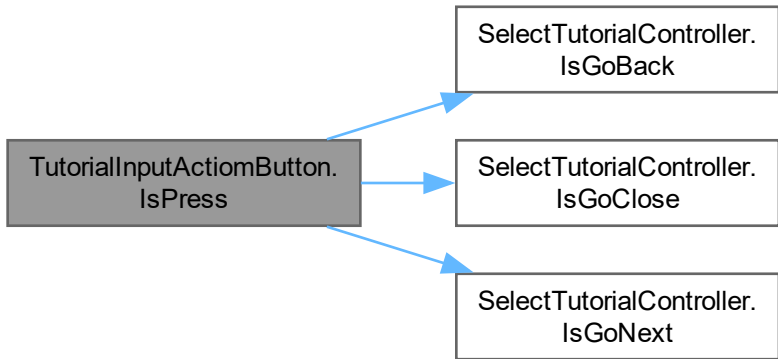 SelectTutorialController.
IsGoBack
TutorialInputActiomButton.
IsPress
SelectTutorialController.
IsGoClose
SelectTutorialController.
IsGoNext